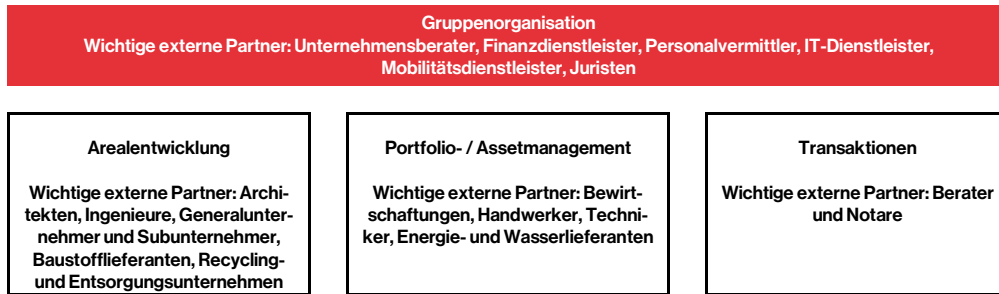 Gruppenorganisation
Wichtige externe Partner: Unternehmensberater, Finanzdienstleister, Personalvermittler, IT-Dienstleister,
Mobilitätsdienstleister, Juristen
Arealentwicklung
Wichtige externe Partner: Archi-
tekten, Ingenieure, Generalunter-
nehmer und Subunternehmer,
Baustofflieferanten, Recycling-
und Entsorgungsunternehmen
Portfolio- / Assetmanagement
Wichtige externe Partner: Bewirt-
schaftungen, Handwerker, Techni-
ker, Energie- und Wasserlieferanten
Transaktionen
Wichtige externe Partner: Berater
und Notare